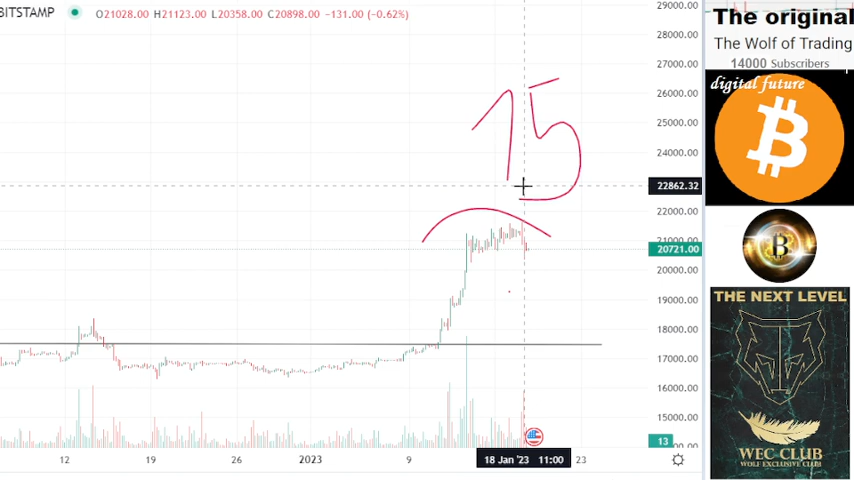 BITSTAMP O21028.00 H21123.00 L20358.00 C20898.00 −131.00 (−0.62%)
29000.00
28000.00
27000.00
26000.00
25000.00
24000.00
22862.32
22000.00
21000.00
20721.00
20000.00
19000.00
18000.00
17000.00
16000.00
15000.00
13
12 19 26 2023 9 18 Jan '23 11:00 23
15
The original
The Wolf of Trading
14000 Subscribers
digital future
THE NEXT LEVEL
WEC CLUB
WOLF EXCLUSIVE CLUB